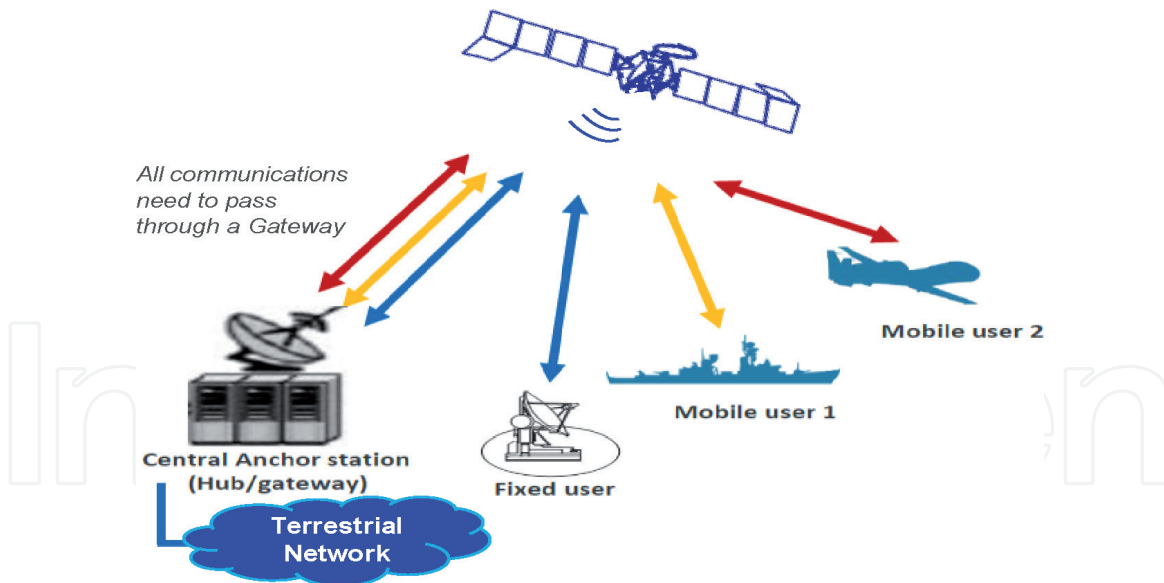 All communications
need to pass
through a Gateway
Mobile user 2
Mobile user 1
Central Anchor station
(Hub/gateway)
Fixed user
Terrestrial
Network